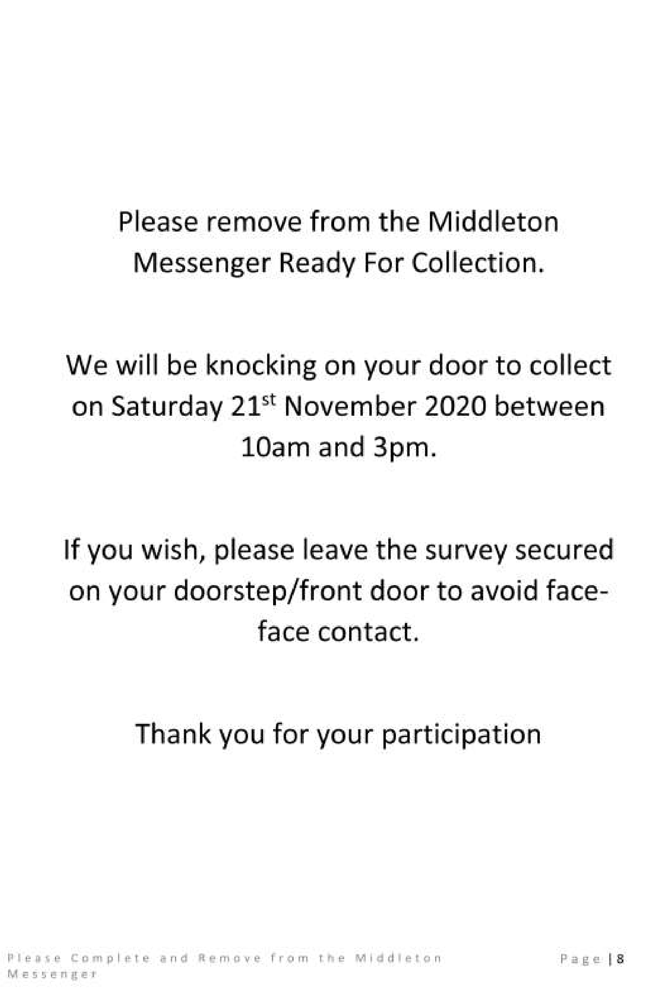 Please remove from the Middleton
Messenger Ready For Collection.
We will be knocking on your door to collect
on Saturday 21st November 2020 between
10am and 3pm.
If you wish, please leave the survey secured
on your doorstep/front door to avoid face-
face contact.
Thank you for your participation
Please Complete and Remove from the Middleton
Messenger
Page | 8